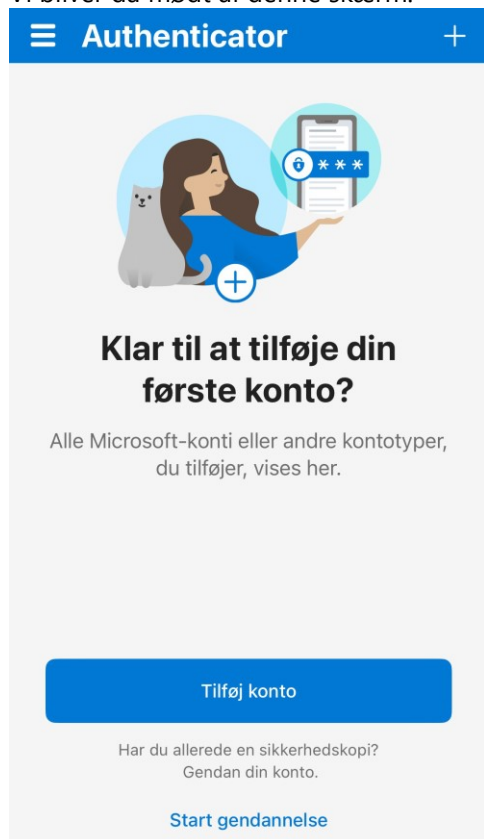 Authenticator
***
Klar til at tilføje din
første konto?
Alle Microsoft-konti eller andre kontotyper,
du tilføjer, vises her.
Tilføj konto
Har du allerede en sikkerhedskopi?
Gendan din konto.
Start gendannelse